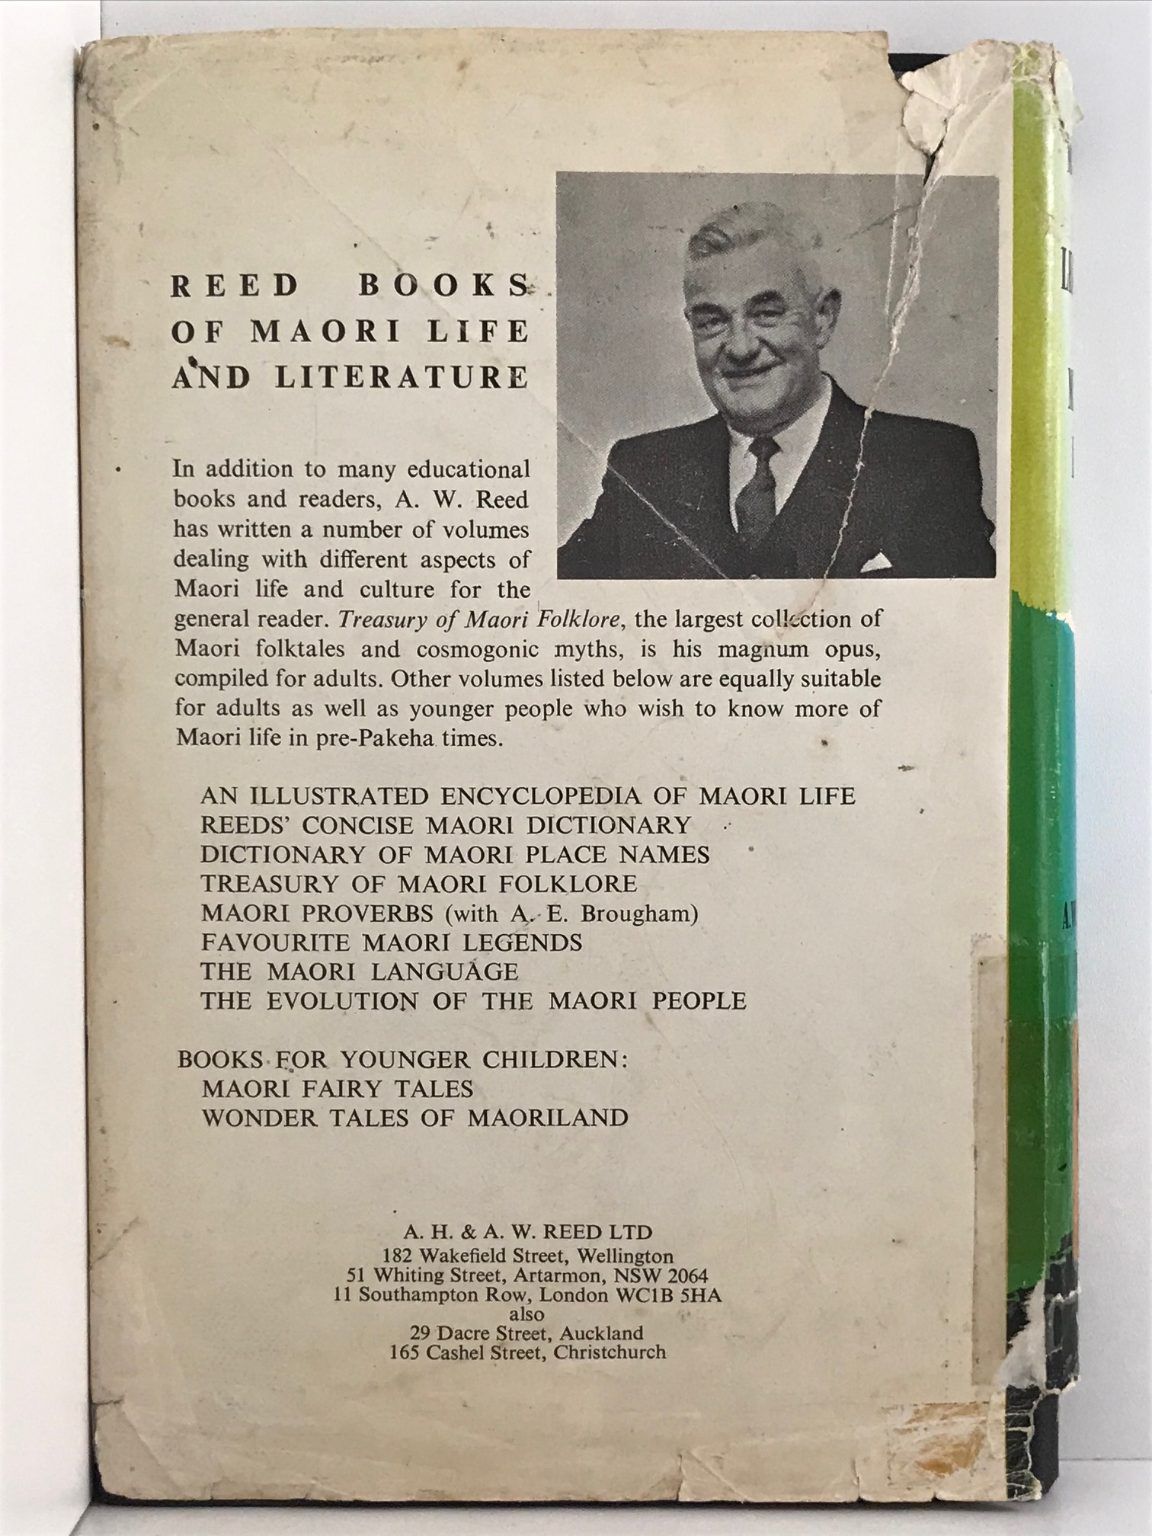 REED BOOKS
OF MAORI LIFE
AND LITERATURE
In addition to many educational
books and readers, A. W. Reed
has written a number of volumes
dealing with different aspects of
Maori life and culture for the
general reader. Treasury of Maori Folklore, the largest collection of
Maori folktales and cosmogonic myths, is his magnum opus,
compiled for adults. Other volumes listed below are equally suitable
for adults as well as younger people who wish to know more of
Maori life in pre-Pakeha times.
AN ILLUSTRATED ENCYCLOPEDIA OF MAORI LIFE
REEDS' CONCISE MAORI DICTIONARY
DICTIONARY OF MAORI PLACE NAMES
TREASURY OF MAORI FOLKLORE
MAORI PROVERBS (with A. E. Brougham)
FAVOURITE MAORI LEGENDS
THE MAORI LANGUAGE
THE EVOLUTION OF THE MAORI PEOPLE
BOOKS FOR YOUNGER CHILDREN:
MAORI FAIRY TALES
WONDER TALES OF MAORILAND
A. H. & A. W. REED LTD
182 Wakefield Street, Wellington
51 Whiting Street, Artarmon, NSW 2064
11 Southampton Row, London WC1B 5HA
also
29 Dacre Street, Auckland
165 Cashel Street, Christchurch